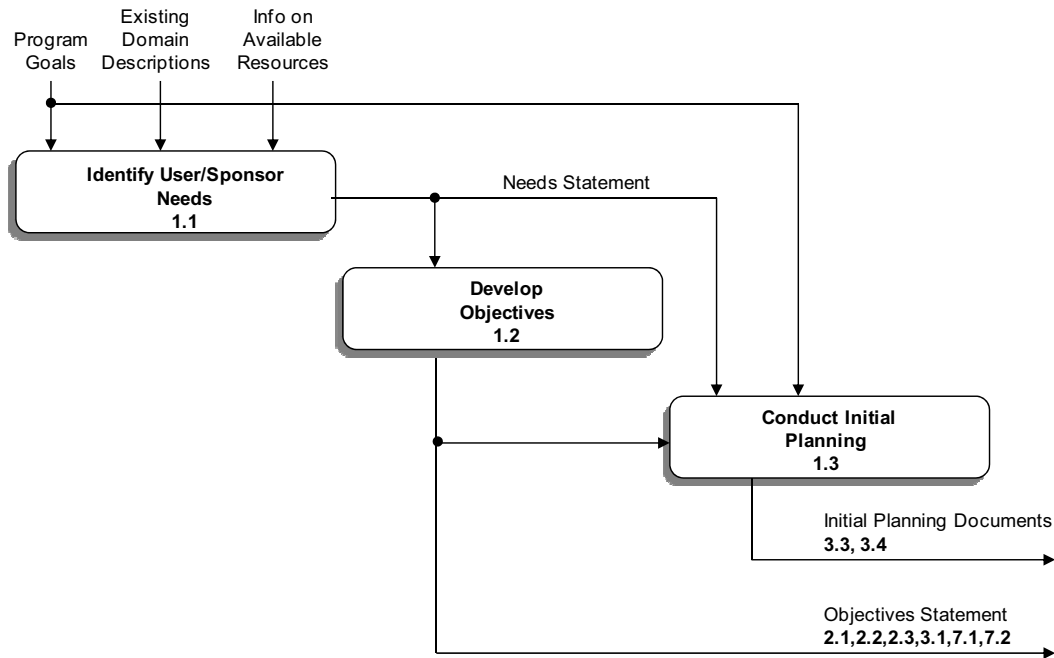 Program
Goals
Existing
Domain
Descriptions
Info on
Available
Resources
Identify User/Sponsor
Needs
1.1
Needs Statement
Develop
Objectives
1.2
Conduct Initial
Planning
1.3
Initial Planning Documents
3.3, 3.4
Objectives Statement
2.1,2.2,2.3,3.1,7.1,7.2